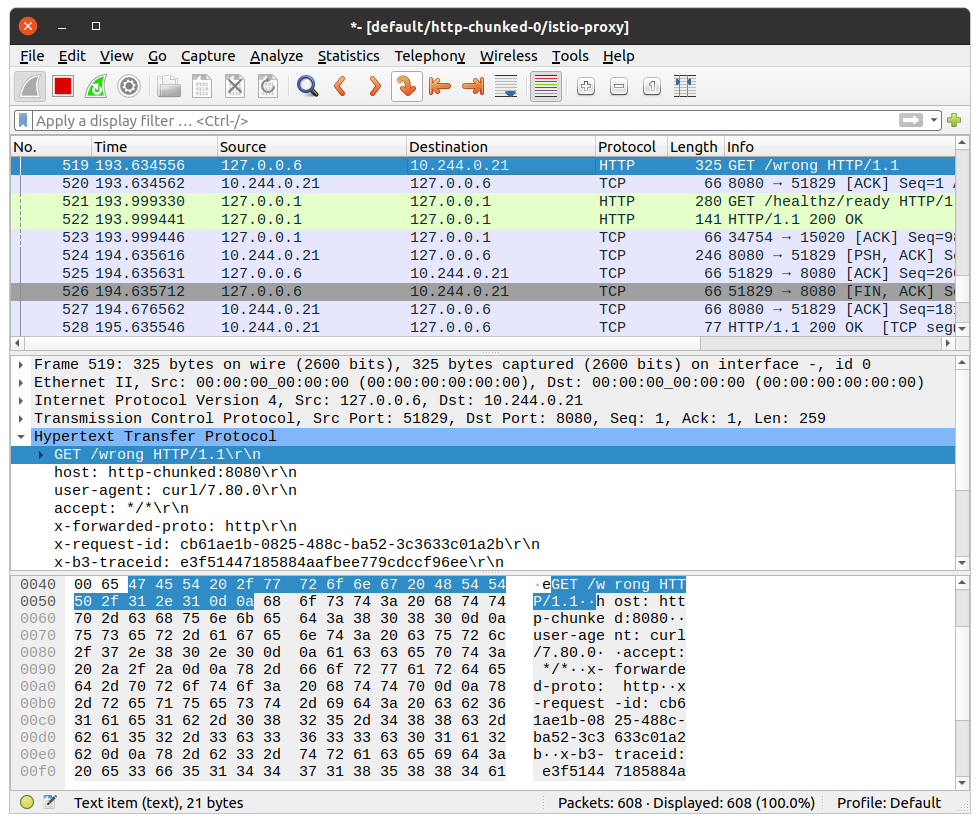 *- [default/http-chunked-0/istio-proxy]
File Edit View Go Capture Analyze Statistics Telephony Wireless Tools Help
Apply a display filter … <Ctrl-/>
No. Time Source Destination Protocol Length Info
519 193.634556 127.0.0.6 10.244.0.21 HTTP 325 GET /wrong HTTP/1.1
520 193.634562 10.244.0.21 127.0.0.6 TCP 66 8080 → 51829 [ACK] Seq=1
521 193.999330 127.0.0.1 127.0.0.1 HTTP 280 GET /healthz/ready HTTP/1
522 193.999441 127.0.0.1 127.0.0.1 HTTP 141 HTTP/1.1 200 OK
523 193.999446 127.0.0.1 127.0.0.1 TCP 66 34754 → 15020 [ACK] Seq=98
524 194.635616 10.244.0.21 127.0.0.6 TCP 246 8080 → 51829 [PSH, ACK] S
525 194.635631 127.0.0.6 10.244.0.21 TCP 66 51829 → 8080 [ACK] Seq=26
526 194.635712 127.0.0.6 10.244.0.21 TCP 66 51829 → 8080 [FIN, ACK] S
527 194.676562 10.244.0.21 127.0.0.6 TCP 66 8080 → 51829 [ACK] Seq=18
528 195.635546 10.244.0.21 127.0.0.6 TCP 77 HTTP/1.1 200 OK [TCP seg
Frame 519: 325 bytes on wire (2600 bits), 325 bytes captured (2600 bits) on interface -, id 0
Ethernet II, Src: 00:00:00_00:00:00 (00:00:00:00:00:00), Dst: 00:00:00_00:00:00 (00:00:00:00:00:00)
Internet Protocol Version 4, Src: 127.0.0.6, Dst: 10.244.0.21
Transmission Control Protocol, Src Port: 51829, Dst Port: 8080, Seq: 1, Ack: 1, Len: 259
Hypertext Transfer Protocol
GET /wrong HTTP/1.1\r\n
host: http-chunked:8080\r\n
user-agent: curl/7.80.0\r\n
accept: */*\r\n
x-forwarded-proto: http\r\n
x-request-id: cb61ae1b-0825-488c-ba52-3c3633c01a2b\r\n
x-b3-traceid: e3f51447185884aafbee779cdccf96ee\r\n
0040 00 65 47 45 54 20 2f 77 72 6f 6e 67 20 48 54 54 ·eGET /w rong HTT
0050 50 2f 31 2e 31 0d 0a 68 6f 73 74 3a 20 68 74 74 P/1.1··h ost: htt
0060 70 2d 63 68 75 6e 6b 65 64 3a 38 30 38 30 0d 0a p-chunke d:8080··
0070 75 73 65 72 2d 61 67 65 6e 74 3a 20 63 75 72 6c user-age nt: curl
0080 2f 37 2e 38 30 2e 30 0d 0a 61 63 63 65 70 74 3a /7.80.0· ·accept:
0090 20 2a 2f 2a 0d 0a 78 2d 66 6f 72 77 61 72 64 65 */*··x- forwarde
00a0 64 2d 70 72 6f 74 6f 3a 20 68 74 74 70 0d 0a 78 d-proto: http··x
00b0 2d 72 65 71 75 65 73 74 2d 69 64 3a 20 63 62 36 -request -id: cb6
00c0 31 61 65 31 62 2d 30 38 32 35 2d 34 38 38 63 2d 1ae1b-08 25-488c-
00d0 62 61 35 32 2d 33 63 33 36 33 33 63 30 31 61 32 ba52-3c3 633c01a2
00e0 62 0d 0a 78 2d 62 33 2d 74 72 61 63 65 69 64 3a b··x-b3- traceid:
00f0 20 65 33 66 35 31 34 34 37 31 38 35 38 38 34 61 e3f5144 7185884a
Text item (text), 21 bytes Packets: 608 · Displayed: 608 (100.0%) Profile: Default